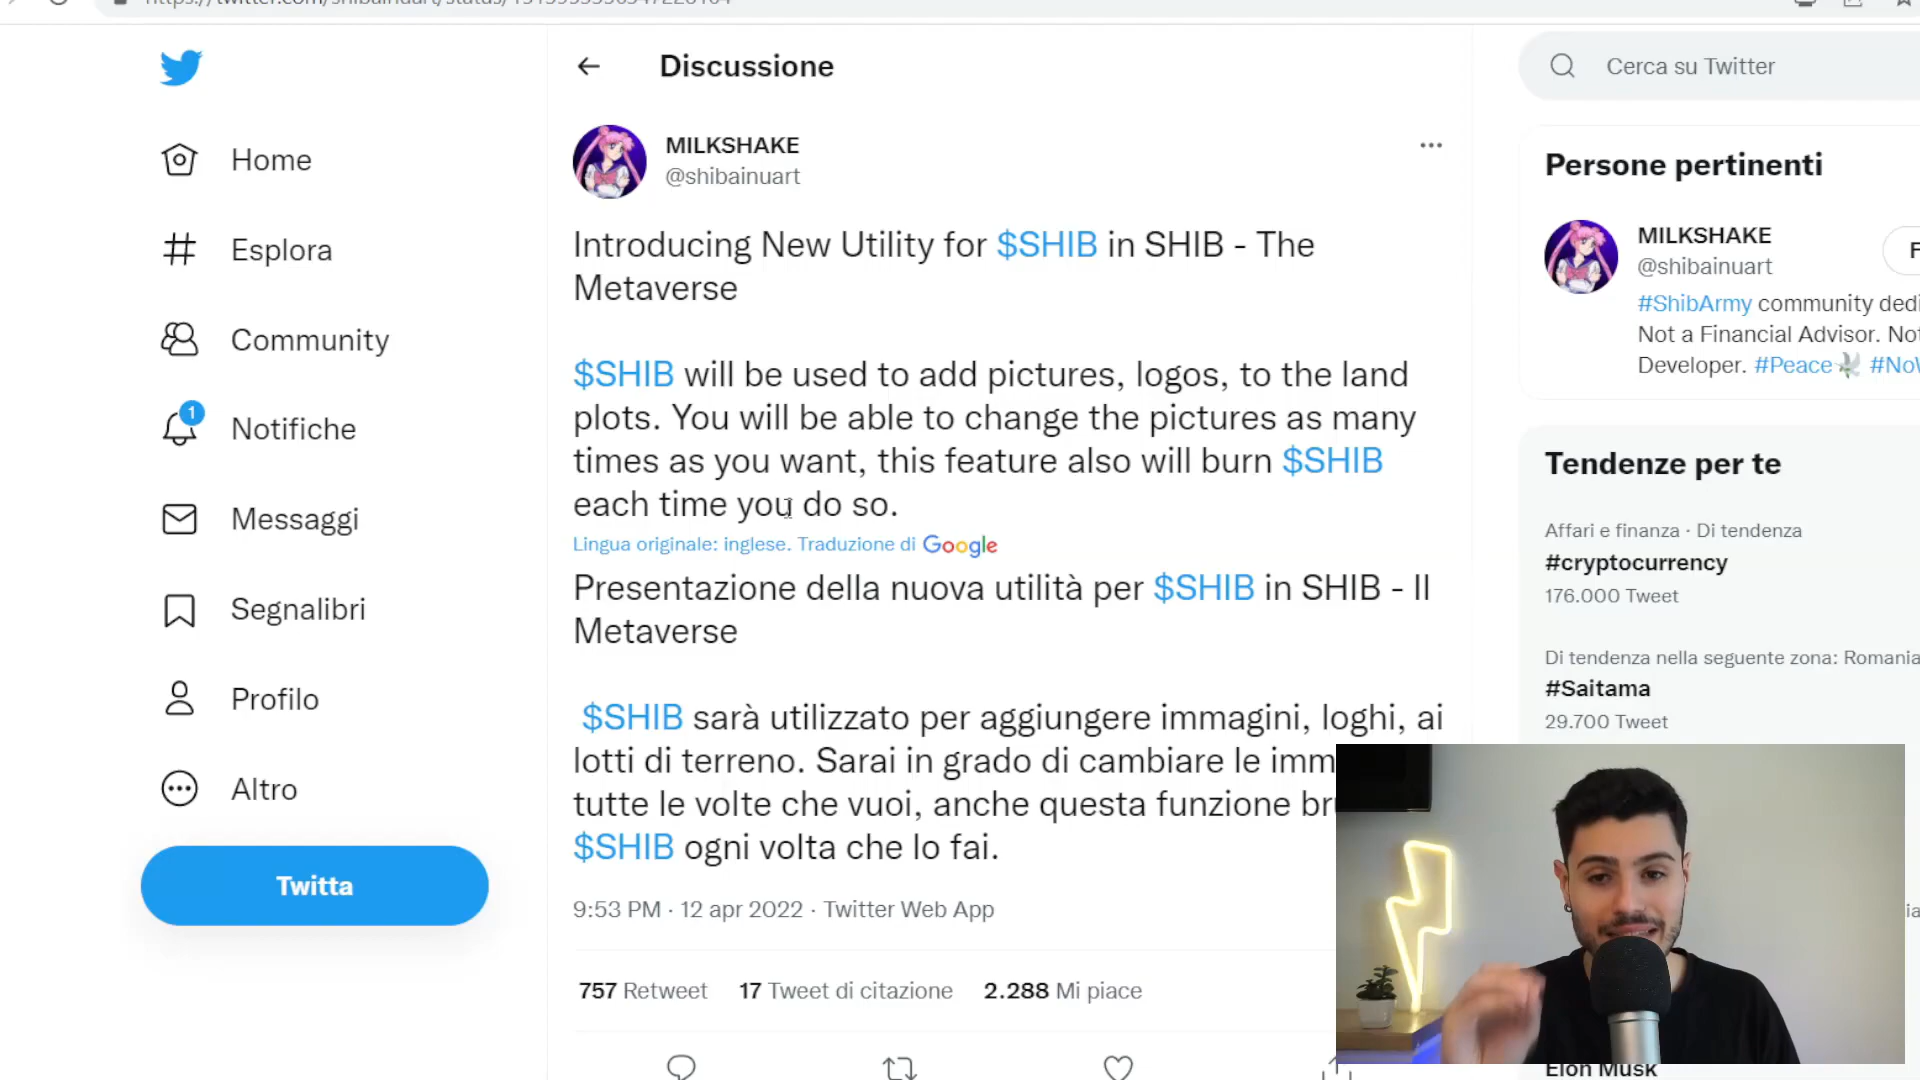 Discussione
Cerca su Twitter
Home
Esplora
Community
1
Notifiche
Messaggi
Segnalibri
Profilo
Altro
Twitta
MILKSHAKE
@shibainuart
Introducing New Utility for $SHIB in SHIB - The
Metaverse
$SHIB will be used to add pictures, logos, to the land
plots. You will be able to change the pictures as many
times as you want, this feature also will burn $SHIB
each time you do so.
Lingua originale: inglese. Traduzione di Google
Presentazione della nuova utilità per $SHIB in SHIB - Il
Metaverse
$SHIB sarà utilizzato per aggiungere immagini, loghi, ai
lotti di terreno. Sarai in grado di cambiare le imm
tutte le volte che vuoi, anche questa funzione br
$SHIB ogni volta che lo fai.
9:53 PM · 12 apr 2022 · Twitter Web App
757 Retweet 17 Tweet di citazione 2.288 Mi piace
Persone pertinenti
MILKSHAKE
@shibainuart
#ShibArmy community dedi
Not a Financial Advisor. No
Developer. #Peace🕊 #NoW
Tendenze per te
Affari e finanza · Di tendenza
#cryptocurrency
176.000 Tweet
Di tendenza nella seguente zona: Romania
#Saitama
29.700 Tweet
Elon Musk